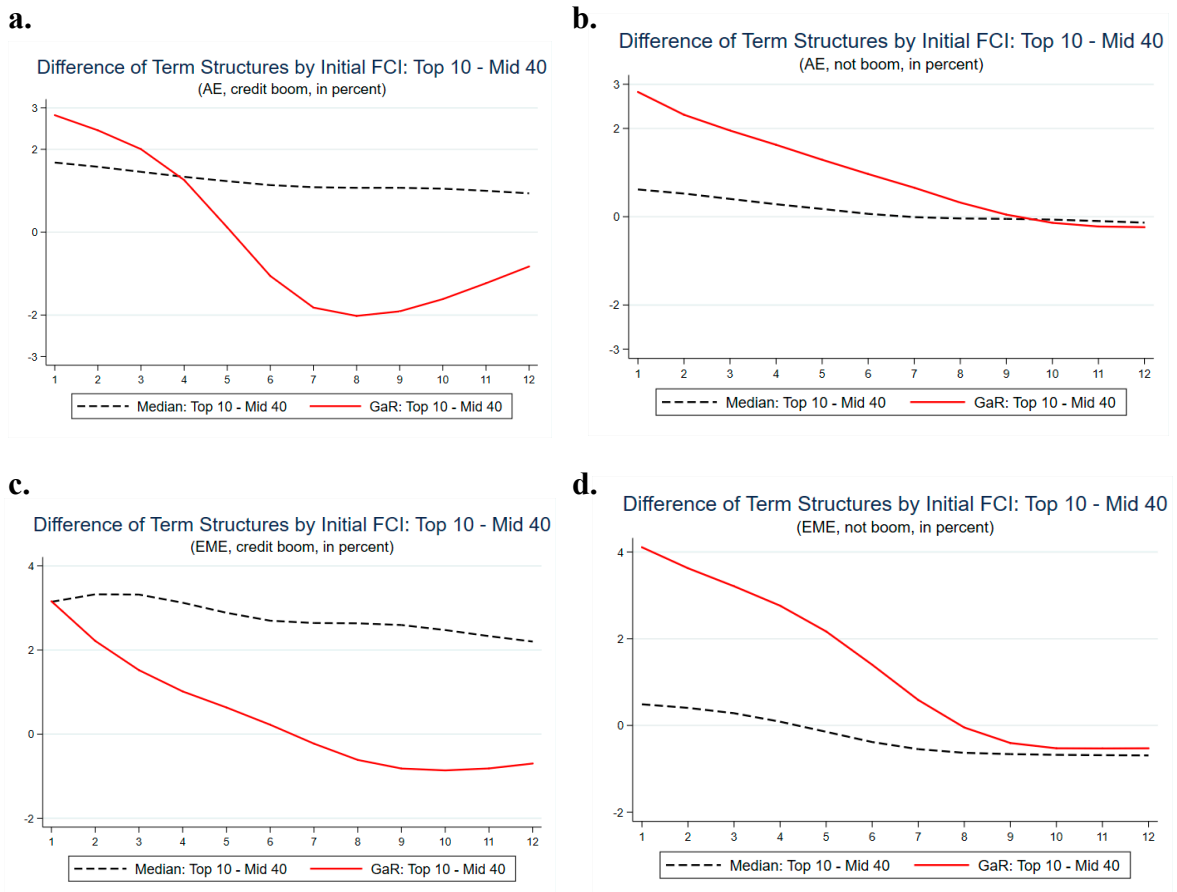 a.
Difference of Term Structures by Initial FCI: Top 10 - Mid 40
(AE, credit boom, in percent)
3
2
0
-2
-3
1 2 3 4 5 6 7 8 9 10 11 12
Median: Top 10 - Mid 40 GaR: Top 10 - Mid 40
b.
Difference of Term Structures by Initial FCI: Top 10 - Mid 40
(AE, not boom, in percent)
3
2
0
-2
-3
1 2 3 4 5 6 7 8 9 10 11 12
Median: Top 10 - Mid 40 GaR: Top 10 - Mid 40
c.
Difference of Term Structures by Initial FCI: Top 10 - Mid 40
(EME, credit boom, in percent)
4
2
0
-2
1 2 3 4 5 6 7 8 9 10 11 12
Median: Top 10 - Mid 40 GaR: Top 10 - Mid 40
d.
Difference of Term Structures by Initial FCI: Top 10 - Mid 40
(EME, not boom, in percent)
4
2
0
-2
1 2 3 4 5 6 7 8 9 10 11 12
Median: Top 10 - Mid 40 GaR: Top 10 - Mid 40